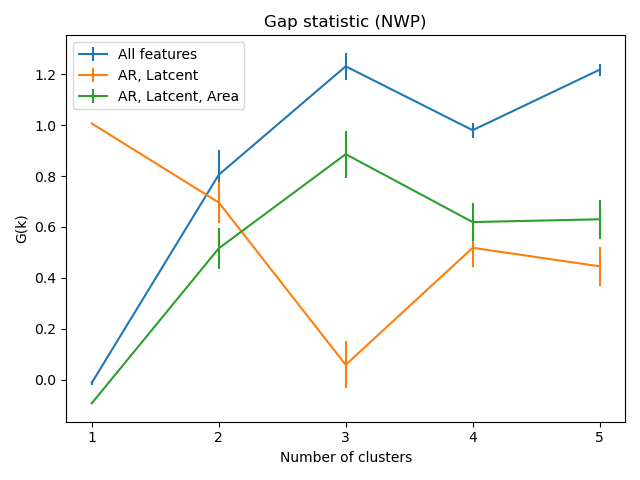 Gap statistic (NWP)
All features
AR, Latcent
AR, Latcent, Area
G(k)
1.2
1.0
0.8
0.6
0.4
0.2
0.0
1 2 3 4 5
Number of clusters